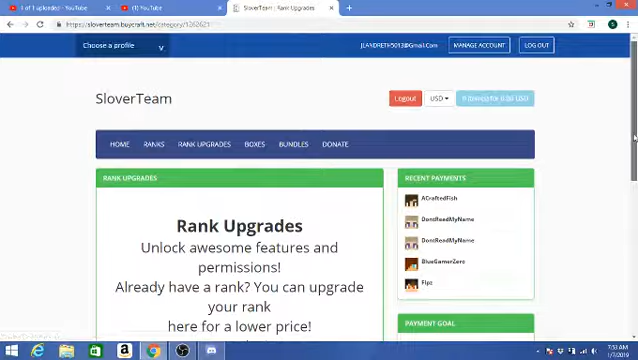 1 of 1 uploaded - YouTube
(1) YouTube
SloverTeam | Rank Upgrades
https://sloverteam.buycraft.net/category/1262621
Choose a profile
MANAGE ACCOUNT
LOG OUT
SloverTeam
Logout
USD
HOME
RANKS
RANK UPGRADES
BOXES
BUNDLES
DONATE
RANK UPGRADES
Rank Upgrades
Unlock awesome features and
permissions!
Already have a rank? You can upgrade
your rank
here for a lower price!
RECENT PAYMENTS
ACraftedFish
DontReadMyName
DontReadMyName
BlueGamerZero
PAYMENT GOAL
7:53 AM
1/7/2019